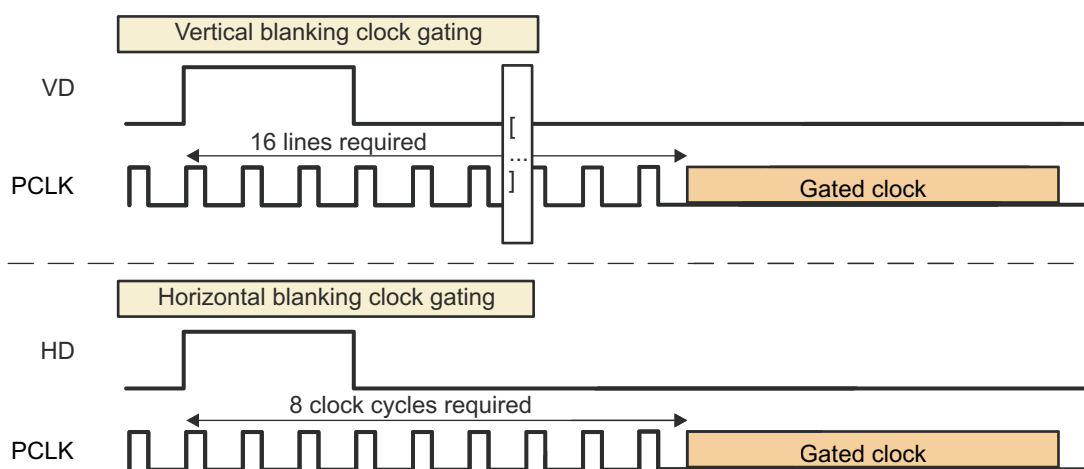 Vertical blanking clock gating
VD
[
...
]
16 lines required
PCLK
Gated clock
Horizontal blanking clock gating
HD
8 clock cycles required
PCLK
Gated clock